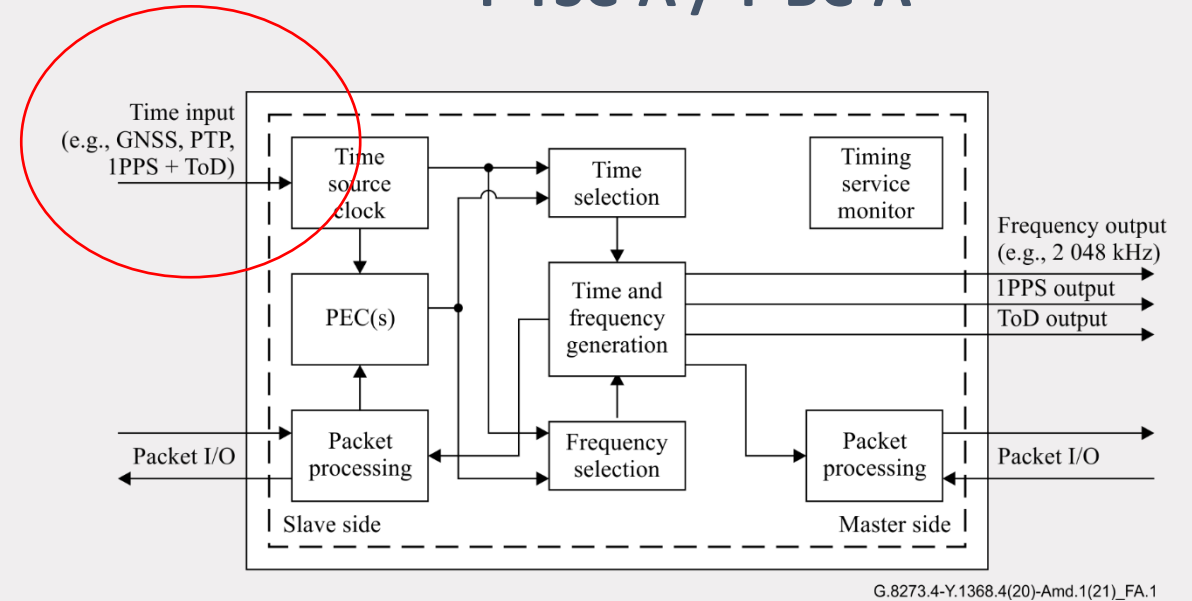 Time input
(e.g., GNSS, PTP,
1PPS + ToD)
Time
source
clock
Time
selection
Timing
service
monitor
PEC(s)
Time and
frequency
generation
Frequency output
(e.g., 2 048 kHz)
1PPS output
ToD output
Packet I/O
Packet
processing
Frequency
selection
Packet
processing
Packet I/O
Slave side
Master side
G.8273.4-Y.1368.4(20)-Amd.1(21)_FA.1